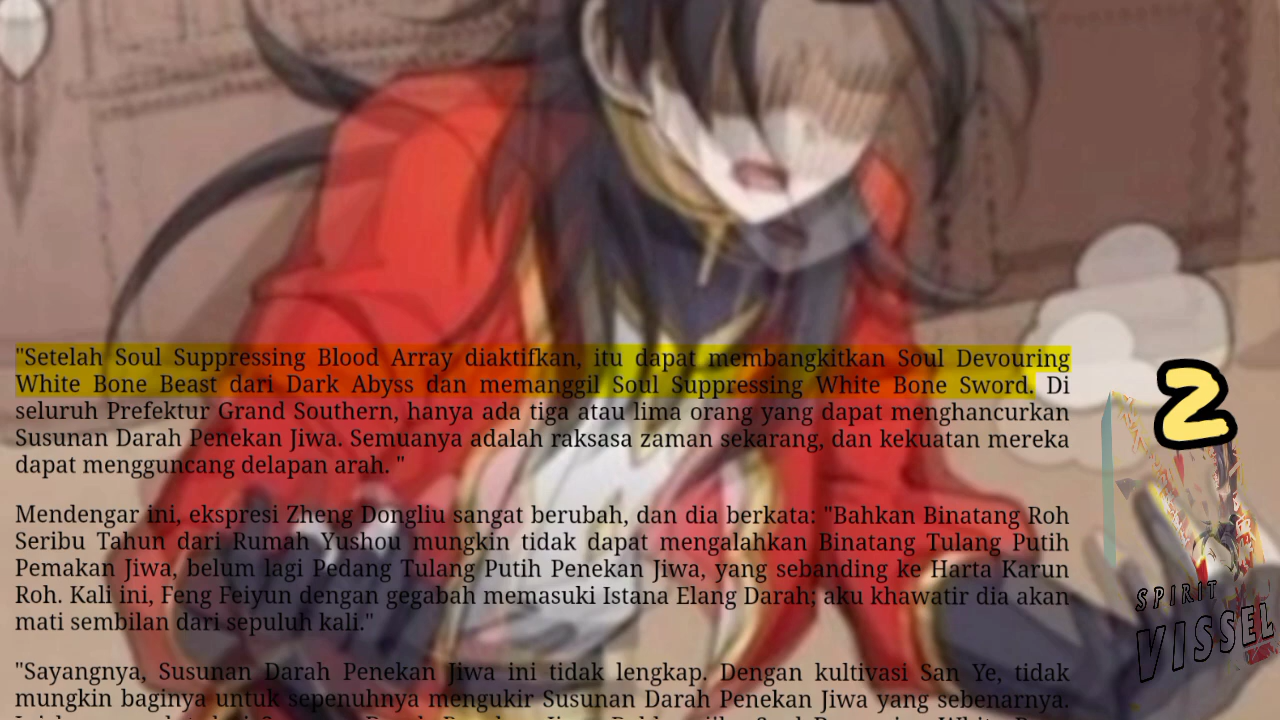 "Setelah Soul Suppressing Blood Array diaktifkan, itu dapat membangkitkan Soul Devouring
White Bone Beast dari Dark Abyss dan memanggil Soul Suppressing White Bone Sword. Di
seluruh Prefektur Grand Southern, hanya ada tiga atau lima orang yang dapat menghancurkan
Susunan Darah Penekan Jiwa. Semuanya adalah raksasa zaman sekarang, dan kekuatan mereka
dapat mengguncang delapan arah. "
Mendengar ini, ekspresi Zheng Dongliu sangat berubah, dan dia berkata: "Bahkan Binatang Roh
Seribu Tahun dari Rumah Yushou mungkin tidak dapat mengalahkan Binatang Tulang Putih
Pemakan Jiwa, belum lagi Pedang Tulang Putih Penekan Jiwa, yang sebanding ke Harta Karun
Roh. Kali ini, Feng Feiyun dengan gegabah memasuki Istana Elang Darah; aku khawatir dia akan
mati sembilan dari sepuluh kali."
"Sayangnya, Susunan Darah Penekan Jiwa ini tidak lengkap. Dengan kultivasi San Ye, tidak
mungkin baginya untuk sepenuhnya mengukir Susunan Darah Penekan Jiwa yang sebenarnya.
2
SPIRIT
VISSEL